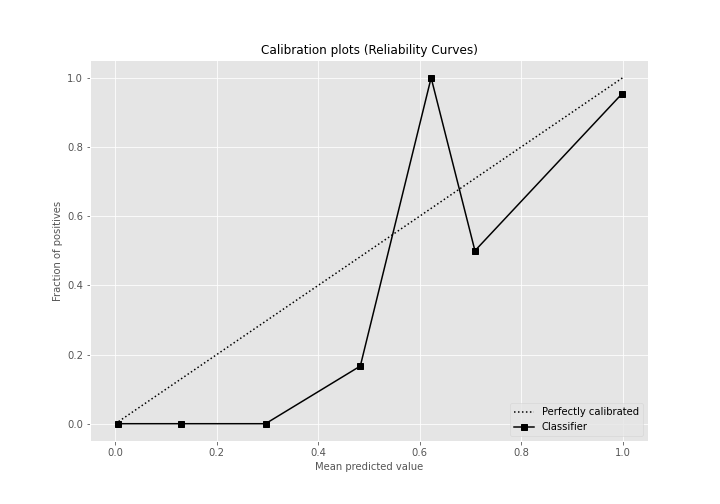 Calibration plots (Reliability Curves)
Fraction of positives
1.0
0.8
0.6
0.4
0.2
0.0
0.0 0.2 0.4 0.6 0.8 1.0
Mean predicted value
Perfectly calibrated
Classifier